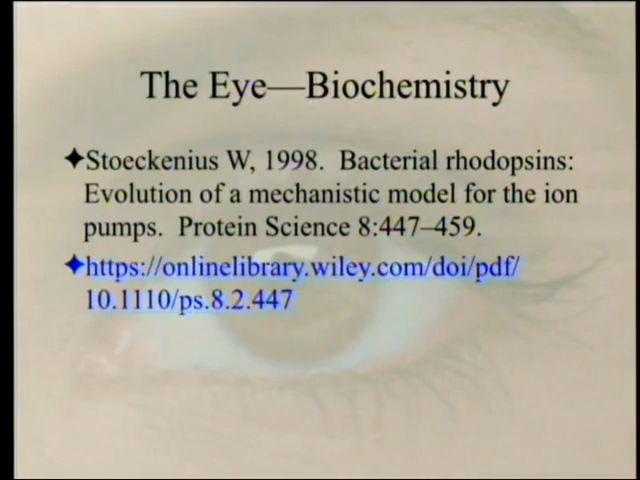 The Eye—Biochemistry
✦Stoeckenius W, 1998.  Bacterial rhodopsins:
Evolution of a mechanistic model for the ion
pumps.  Protein Science 8:447–459.
✦https://onlinelibrary.wiley.com/doi/pdf/
10.1110/ps.8.2.447